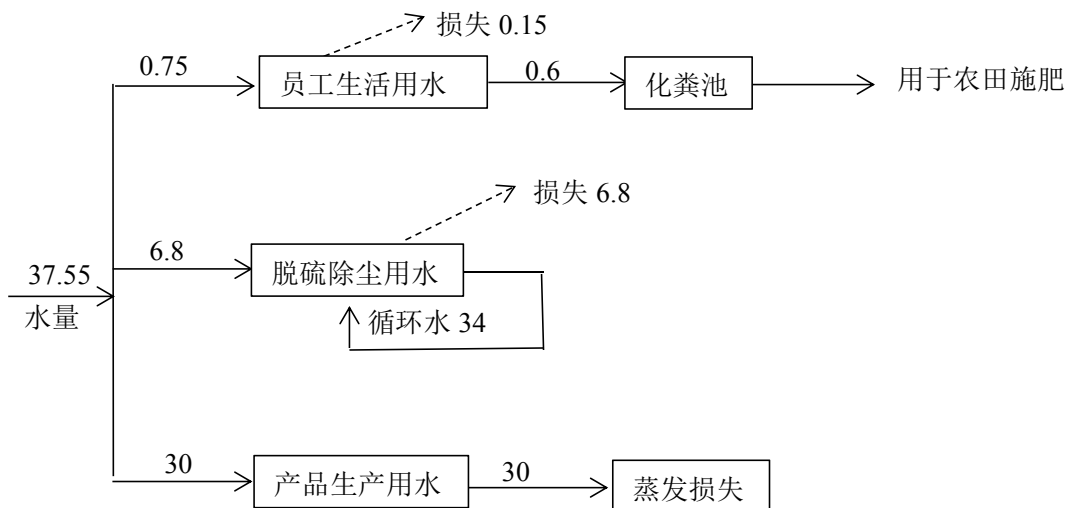 损失 0.15
0.75
员工生活用水
0.6
化粪池
用于农田施肥
损失 6.8
6.8
脱硫除尘用水
37.55
水量
循环水 34
30
产品生产用水
30
蒸发损失